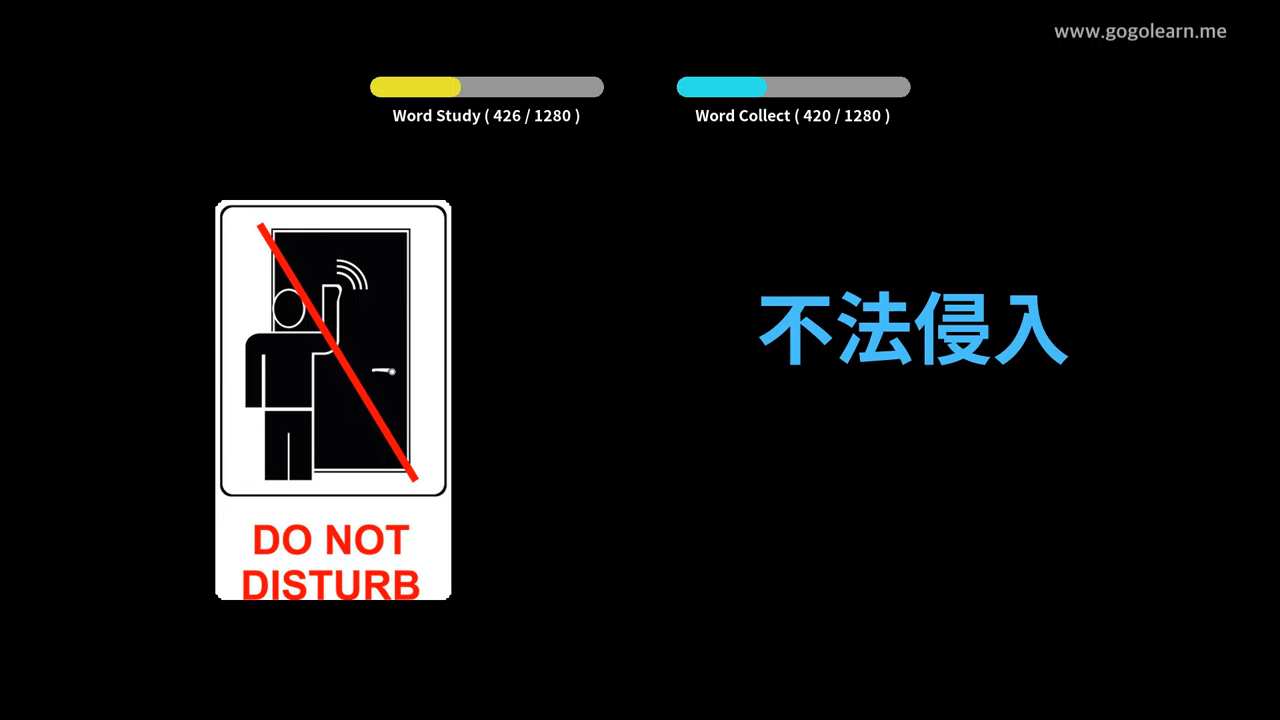 www.gogolearn.me
Word Study ( 426 / 1280 )
Word Collect ( 420 / 1280 )
不法侵入
DO NOT
DISTURB